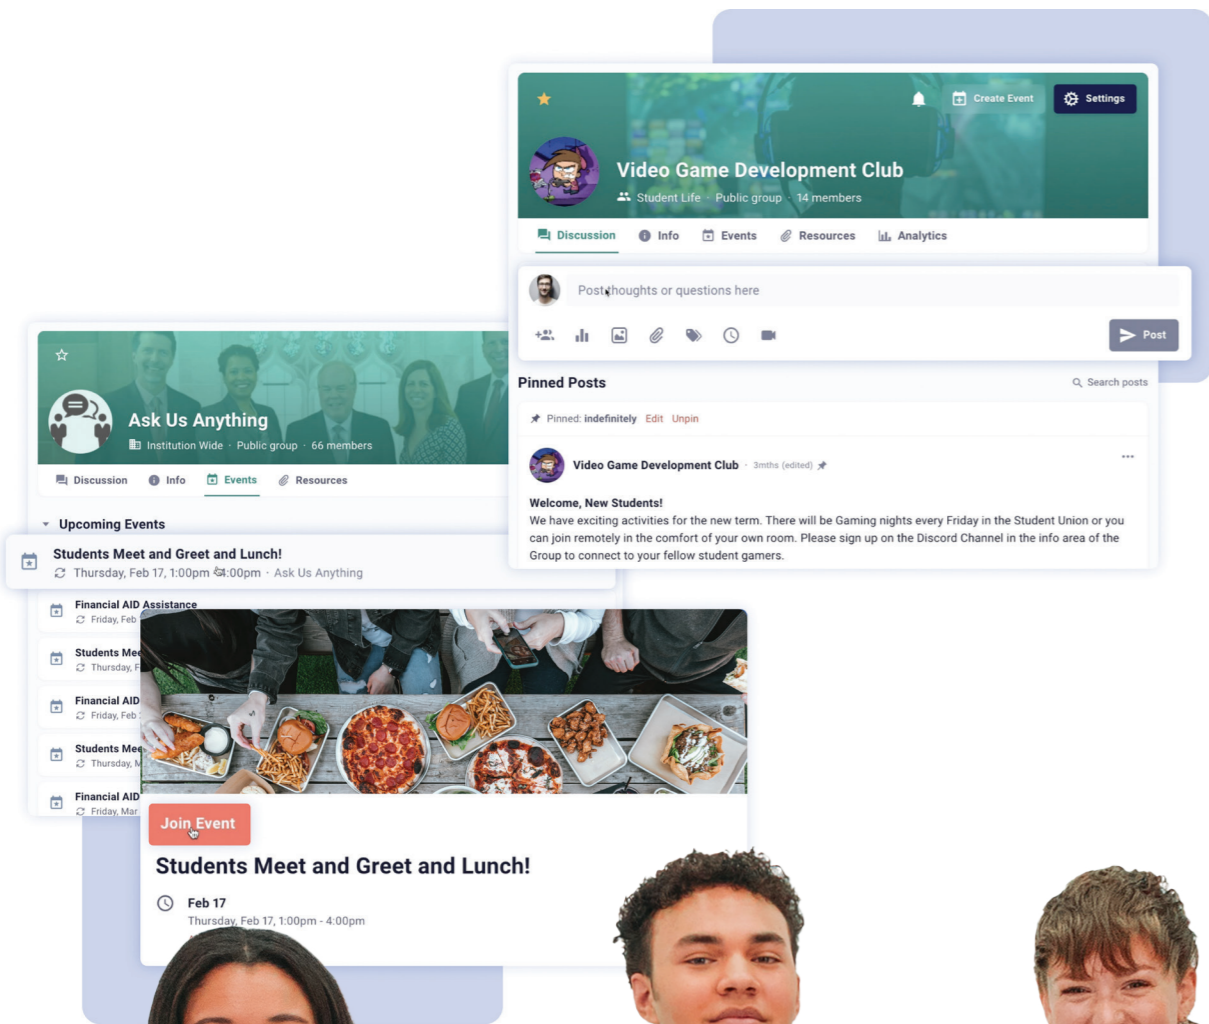 Create Event
Settings
Video Game Development Club
Student Life · Public group · 14 members
Discussion
Info
Events
Resources
Analytics
Post thoughts or questions here
Post
Pinned Posts
Search posts
Pinned: indefinitely Edit Unpin
Video Game Development Club · 3mths (edited)
Welcome, New Students!
We have exciting activities for the new term. There will be Gaming nights every Friday in the Student Union or you
can join remotely in the comfort of your own room. Please sign up on the Discord Channel in the info area of the
Group to connect to your fellow student gamers.
Ask Us Anything
Institution Wide · Public group · 66 members
Discussion
Info
Events
Resources
Upcoming Events
Students Meet and Greet and Lunch!
Thursday, Feb 17, 1:00pm 4:00pm · Ask Us Anything
Financial AID Assistance
Friday, Feb
Students Mee
Thursday, F
Financial AID
Friday, Feb
Students Mee
Thursday, M
Financial AID
Friday, Mar
Join Event
Students Meet and Greet and Lunch!
Feb 17
Thursday, Feb 17, 1:00pm - 4:00pm